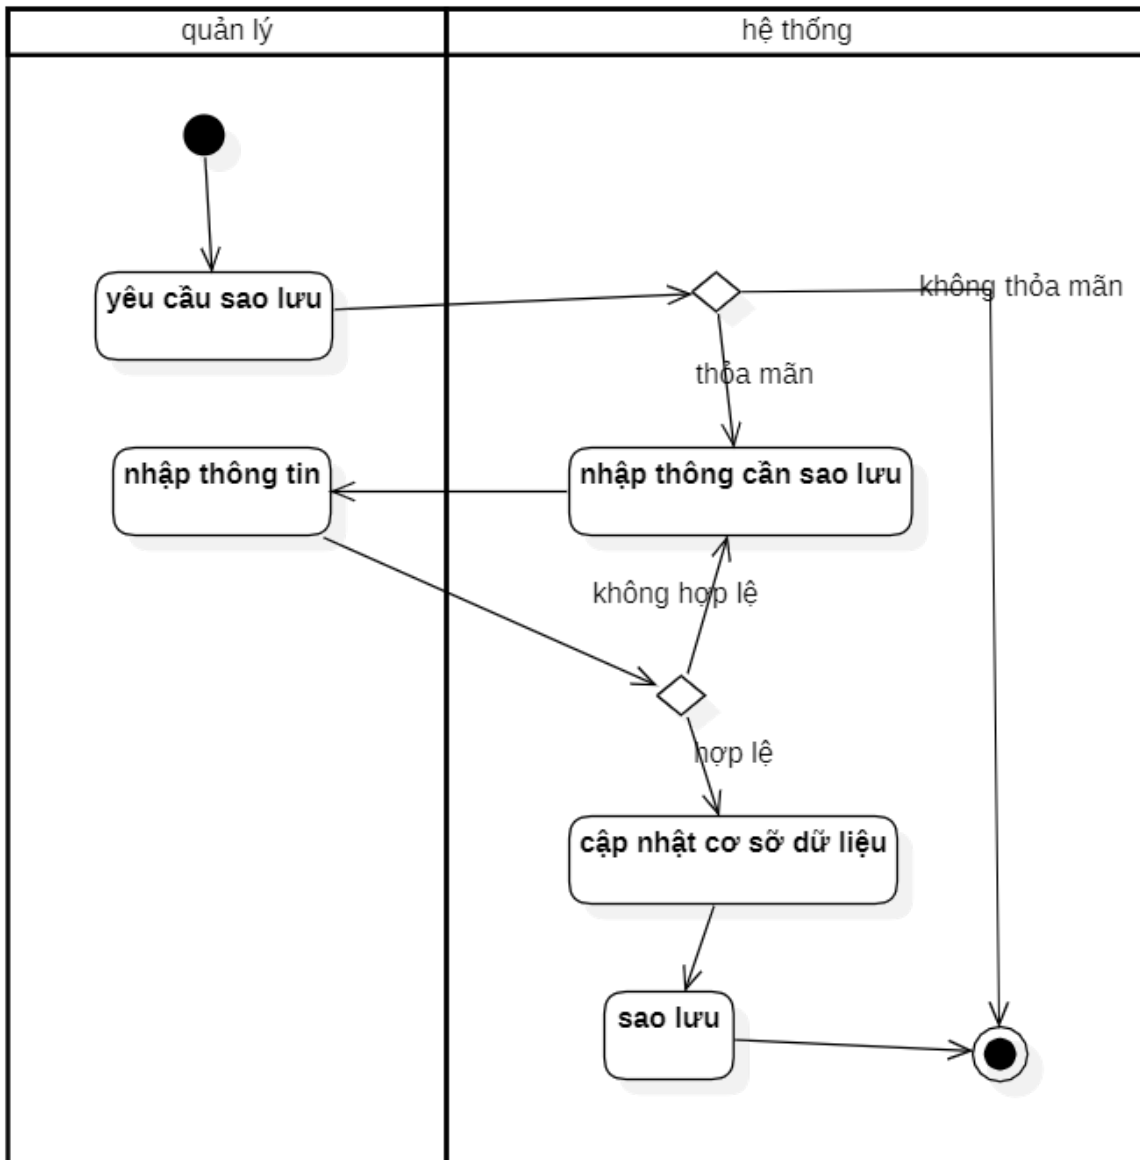 quản lý
hệ thống
yêu cầu sao lưu
không thỏa mãn
thỏa mãn
nhập thông tin
nhập thông cần sao lưu
không hợp lệ
hợp lệ
cập nhật cơ sỡ dữ liệu
sao lưu